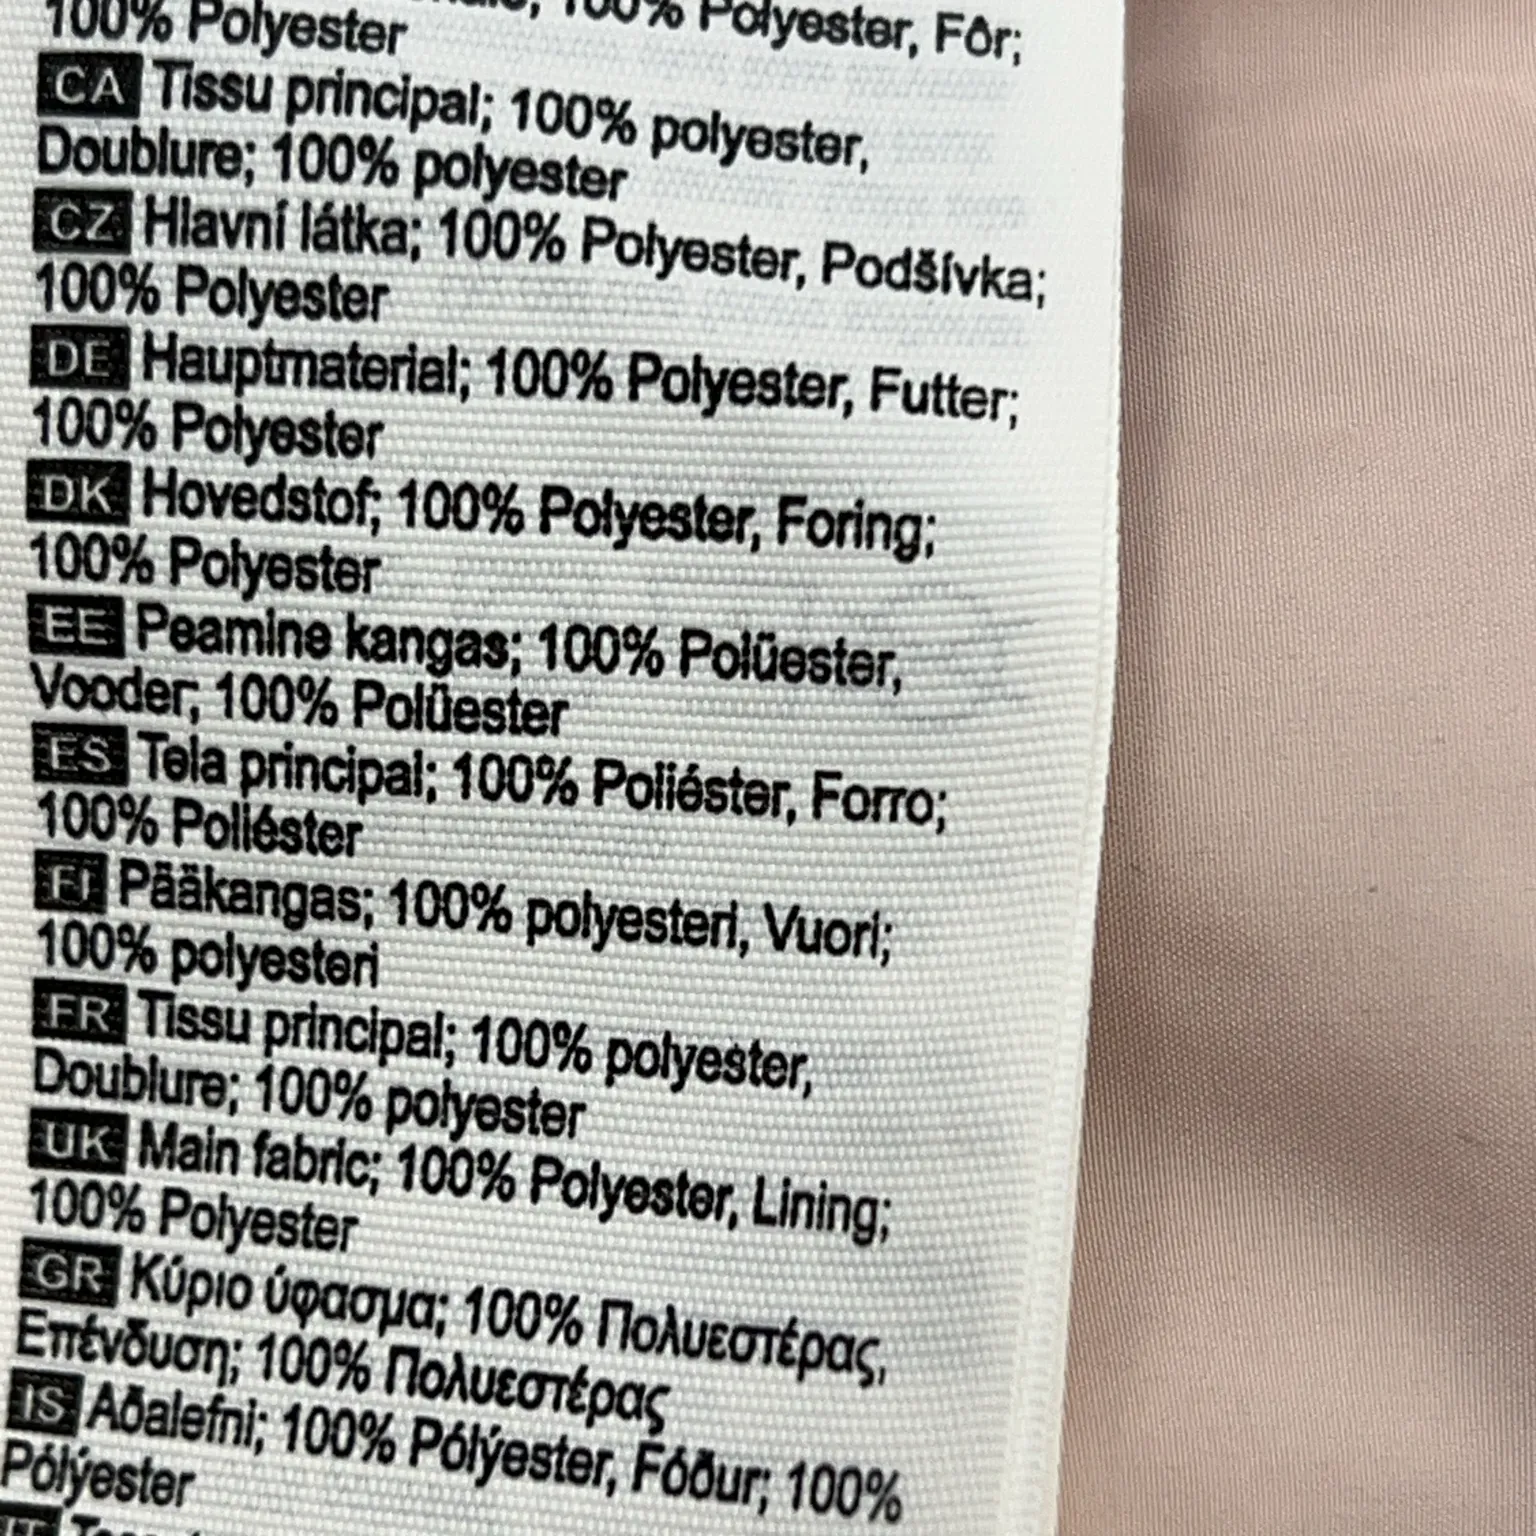 100% Polyester, Fôr;
100% Polyester
CA Tissu principal; 100% polyester,
Doublure; 100% polyester
CZ Hlavní látka; 100% Polyester, Podšívka;
100% Polyester
DE Hauptmaterial; 100% Polyester, Futter;
100% Polyester
DK Hovedstof; 100% Polyester, Foring;
100% Polyester
EE Peamine kangas; 100% Polüester,
Vooder; 100% Polüester
ES Tela principal; 100% Poliéster, Forro;
100% Poliéster
FI Pääkangas; 100% polyesteri, Vuori;
100% polyesteri
FR Tissu principal; 100% polyester,
Doublure; 100% polyester
UK Main fabric; 100% Polyester, Lining;
100% Polyester
GR Κύριο ύφασμα; 100% Πολυεστέρας,
Επένδυση; 100% Πολυεστέρας
IS Aðalefni; 100% Pólýester, Fóður; 100%
Pólýester